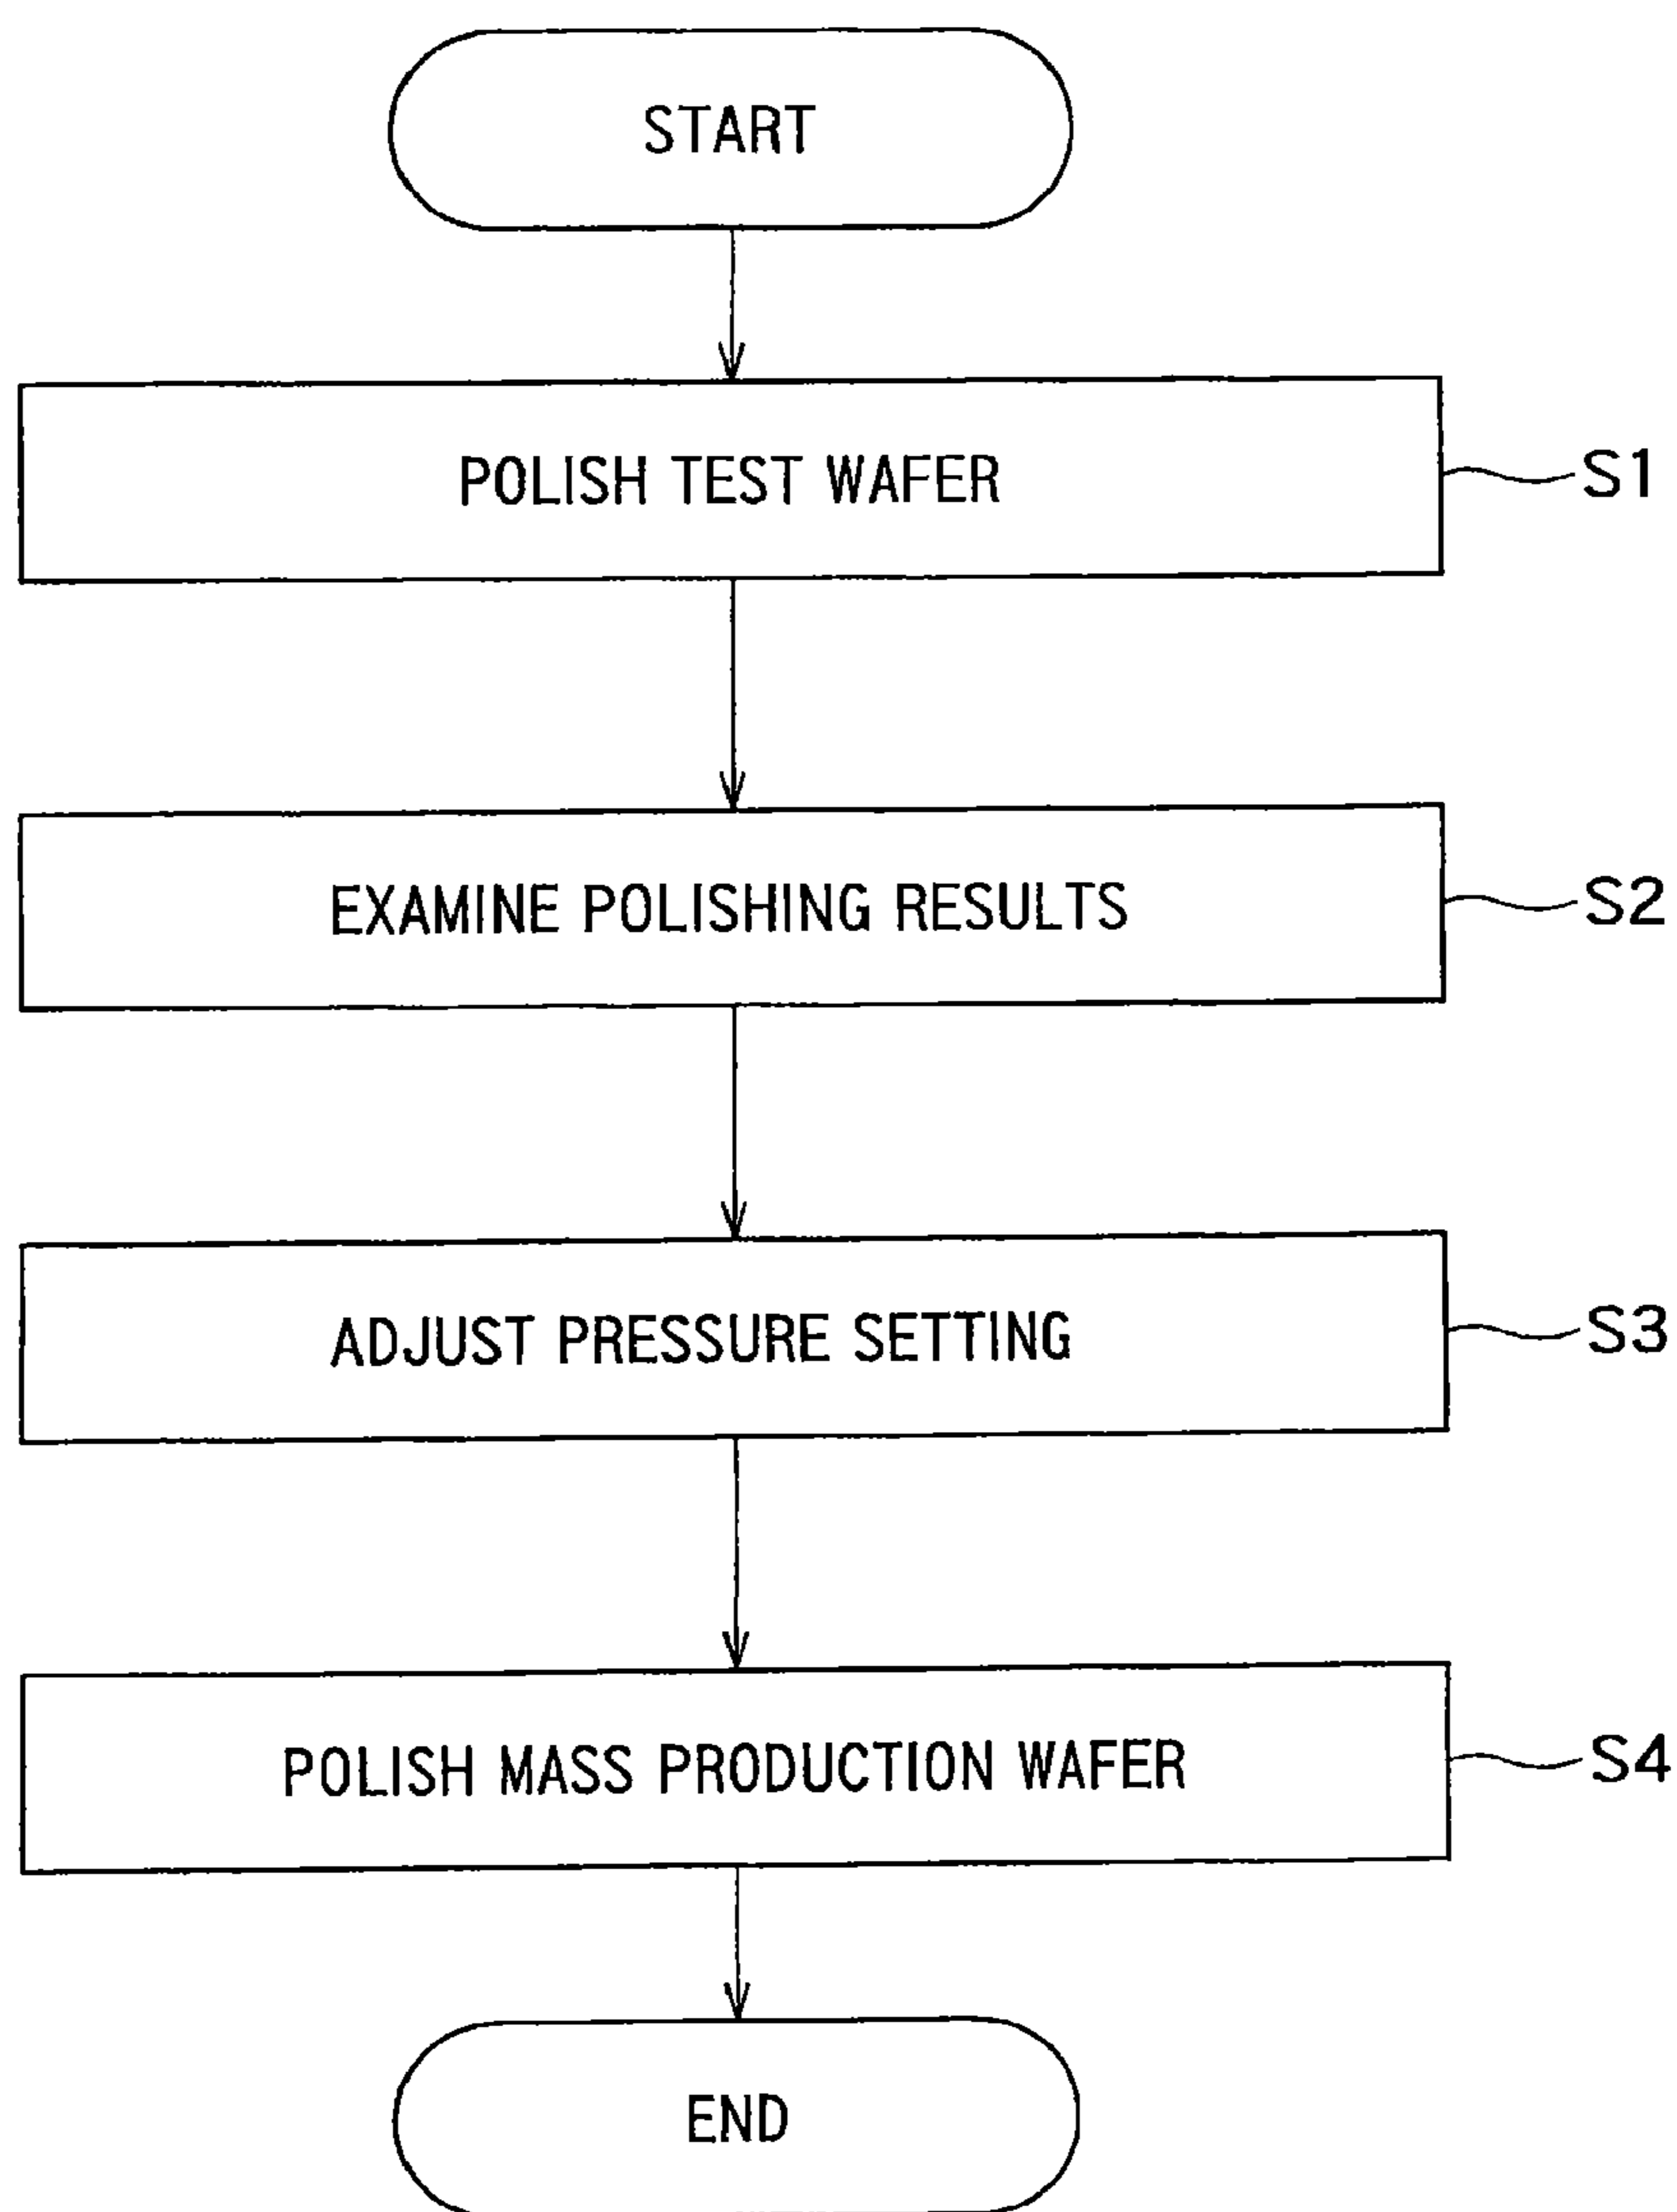 START
POLISH TEST WAFER
S1
EXAMINE POLISHING RESULTS
S2
ADJUST PRESSURE SETTING
S3
POLISH MASS PRODUCTION WAFER
S4
END